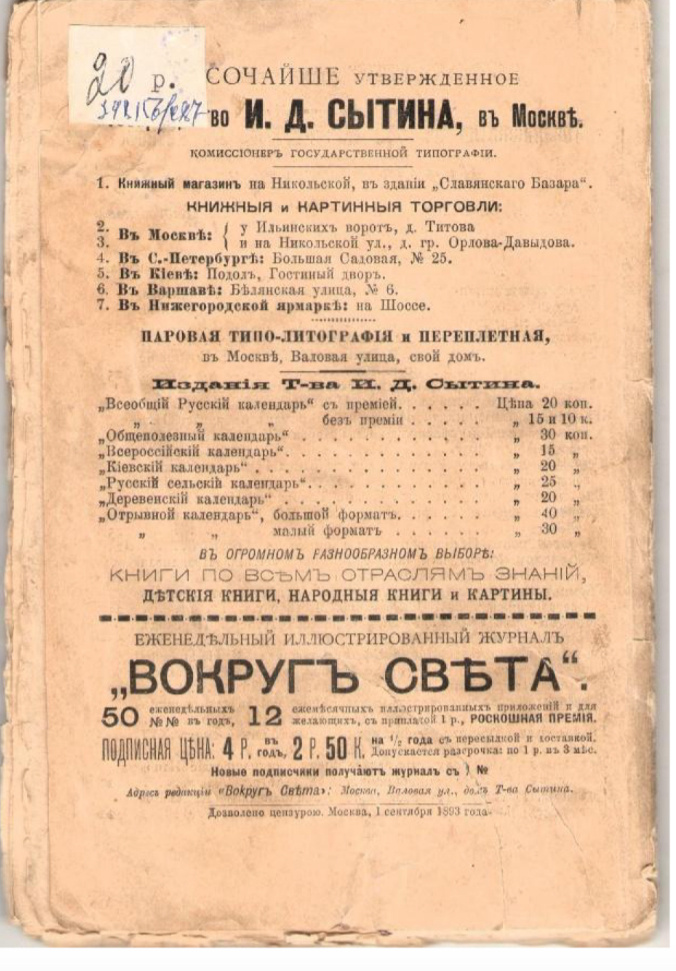 20 р.
СОЧАЙШЕ УТВЕРЖДЕННОЕ
во И. Д. СЫТИНА, въ Москвѣ.
КОМИССІОНЕРЪ ГОСУДАРСТВЕННОЙ ТИПОГРАФІИ.
1. Книжный магазинъ на Никольской, въ зданіи „Славянскаго Базара“.
КНИЖНЫЯ и КАРТИННЫЯ ТОРГОВЛИ:
2. Въ Москвѣ: { у Ильинскихъ воротъ, д. Титова
3. и на Никольской ул., д. гр. Орлова-Давыдова.
4. Въ С.-Петербургѣ: Большая Садовая, № 25.
5. Въ Кіевѣ: Подолъ, Гостиный дворъ.
6. Въ Варшавѣ: Бѣлянская улица, № 6.
7. Въ Нижегородской ярмаркѣ: на Шоссе.
ПАРОВАЯ ТИПО-ЛИТОГРАФІЯ и ПЕРЕПЛЕТНАЯ,
въ Москвѣ, Валовая улица, свой домъ.
Изданія Т-ва И. Д. Сытина.
„Всеобщій Русскій календарь“ съ преміей. . . . . . Цѣна 20 коп.
„ „ „ безъ преміи . . . . . „ 15 и 10 к.
„Общеполезный календарь“ . . . . . . . . . . . „ 30 коп.
„Всероссійскій календарь“. . . . . . . . . . . „ 15 „
„Кіевскій календарь“ . . . . . . . . . . . . . „ 20 „
„Русскій сельскій календарь“. . . . . . . . . . „ 25 „
„Деревенскій календарь“ . . . . . . . . . . . . „ 20 „
„Отрывной календарь“, большой форматъ. . . . . . „ 40 „
„ „ малый форматъ . . . . . . „ 30 „
ВЪ ОГРОМНОМЪ РАЗНООБРАЗНОМЪ ВЫБОРѢ:
КНИГИ ПО ВСѢМЪ ОТРАСЛЯМЪ ЗНАНІЙ,
ДѢТСКІЯ КНИГИ, НАРОДНЫЯ КНИГИ и КАРТИНЫ.
ЕЖЕНЕДѢЛЬНЫЙ ИЛЛЮСТРИРОВАННЫЙ ЖУРНАЛЪ
„ВОКРУГЪ СВѢТА“.
50 еженедѣльныхъ №№ въ годъ, 12 ежемѣсячныхъ иллюстрированныхъ приложеній и для желающихъ, съ приплатой 1 р., РОСКОШНАЯ ПРЕМІЯ.
ПОДПИСНАЯ ЦѢНА: 4 Р. въ годъ, 2 Р. 50 К. на 1/2 года съ пересылкой и доставкой. Допускается разсрочка: по 1 р. въ 3 мѣс.
Новые подписчики получаютъ журналъ съ 1 №
Адресъ редакціи «Вокругъ Свѣта»: Москва, Валовая ул., домъ Т-ва Сытина.
Дозволено цензурою. Москва, 1 сентября 1893 года.